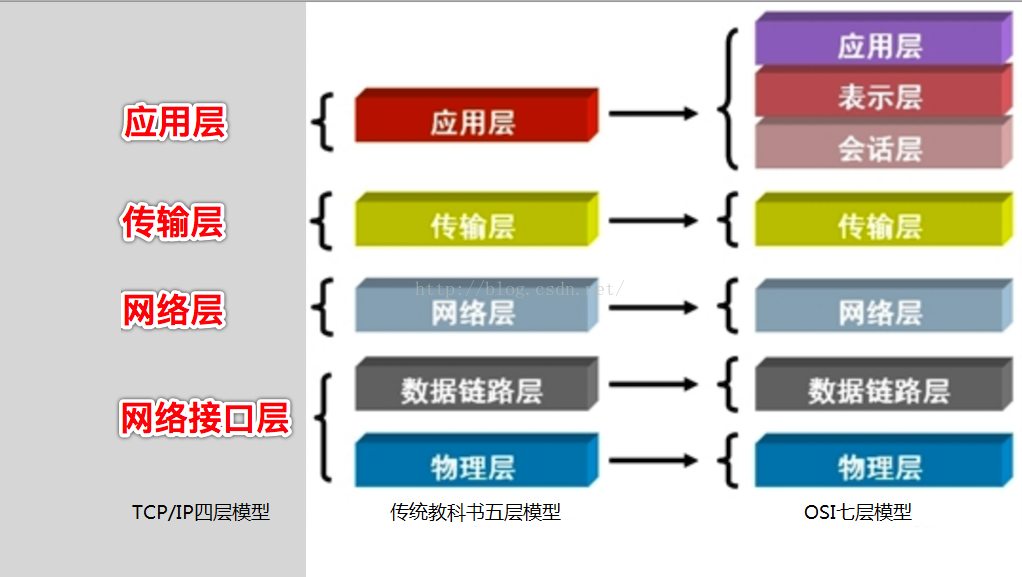 应用层
应用层
应用层
表示层
会话层
传输层
传输层
传输层
网络层
http://blog.csdn.net/
网络层
网络层
网络接口层
数据链路层
数据链路层
物理层
物理层
TCP/IP四层模型
传统教科书五层模型
OSI七层模型